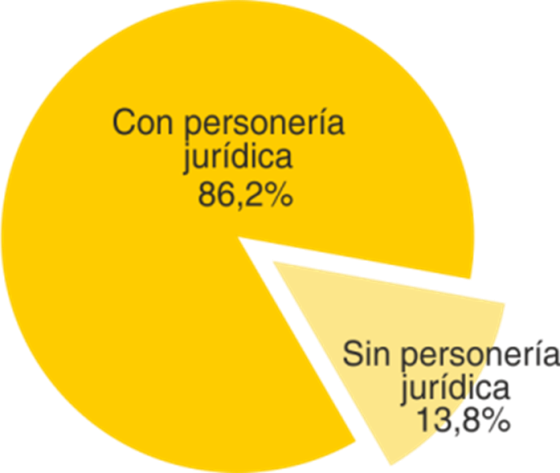 Con personería
jurídica
86,2%
Sin personería
jurídica
13,8%